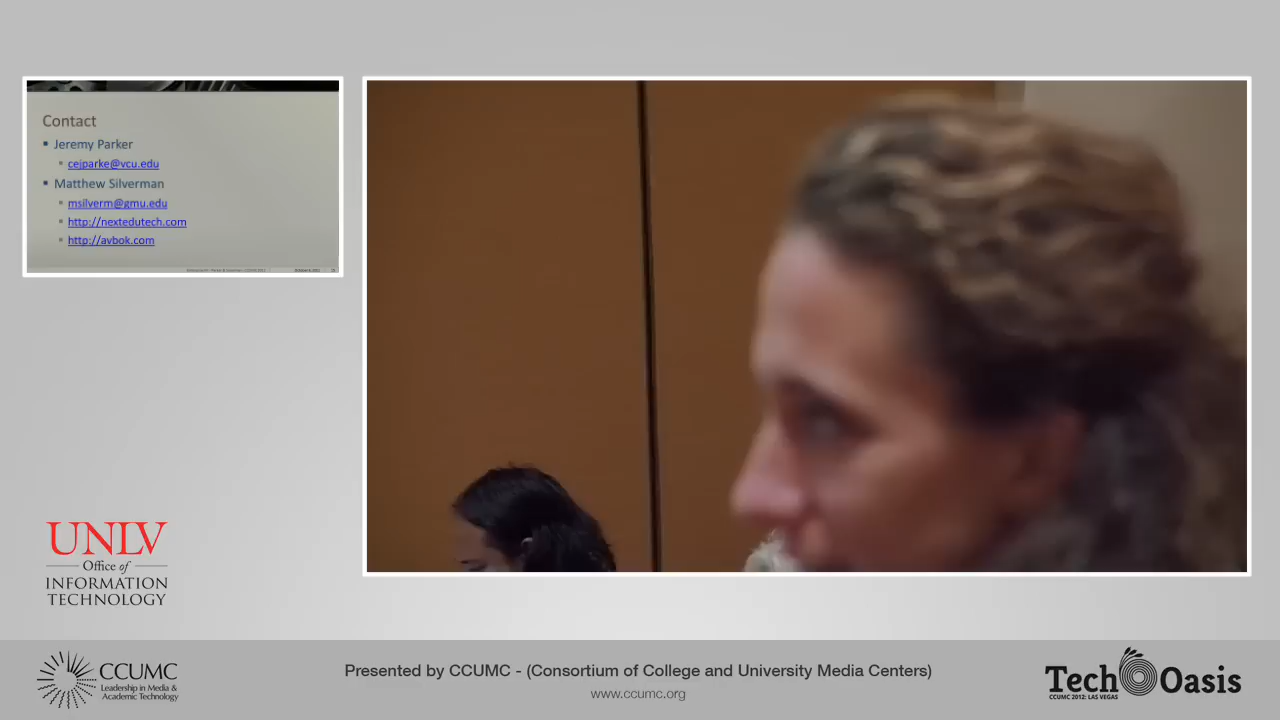 Contact
Jeremy Parker
cejparke@vcu.edu
Matthew Silverman
msilverm@gmu.edu
http://nextedutech.com
http://avbok.com
UNLV
Office of
INFORMATION
TECHNOLOGY
CCUMC
Leadership in Media &
Academic Technology
Presented by CCUMC - (Consortium of College and University Media Centers)
www.ccumc.org
Tech Oasis
CCUMC 2012: LAS VEGAS